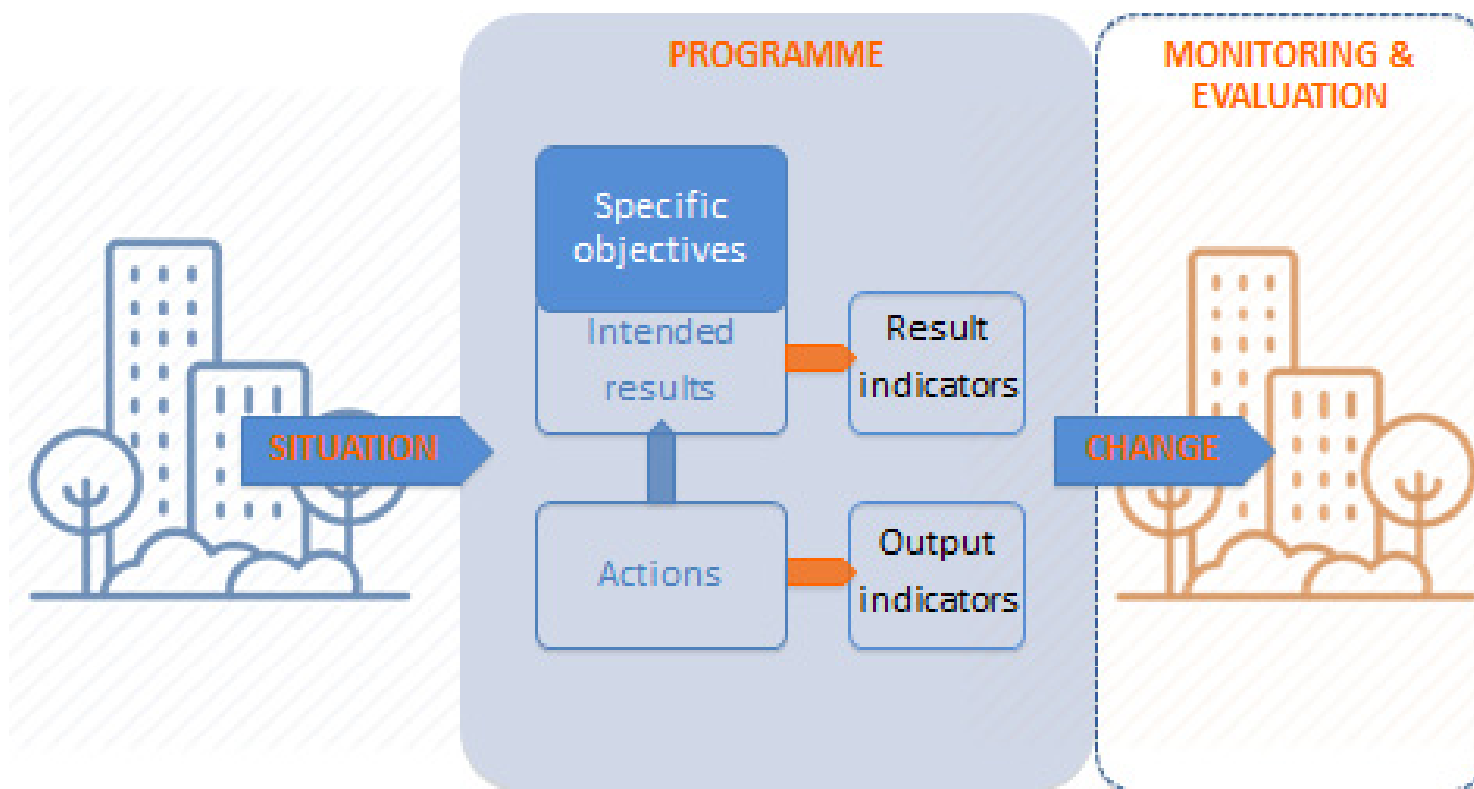 PROGRAMME
MONITORING &
EVALUATION
Specific
objectives
Intended
results
Result
indicators
SITUATION
CHANGE
Actions
Output
indicators